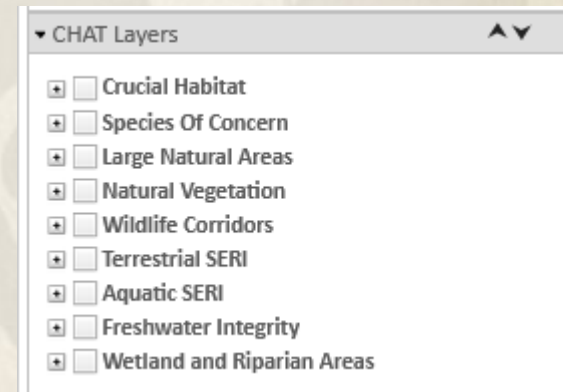 CHAT Layers
Crucial Habitat
Species Of Concern
Large Natural Areas
Natural Vegetation
Wildlife Corridors
Terrestrial SERI
Aquatic SERI
Freshwater Integrity
Wetland and Riparian Areas